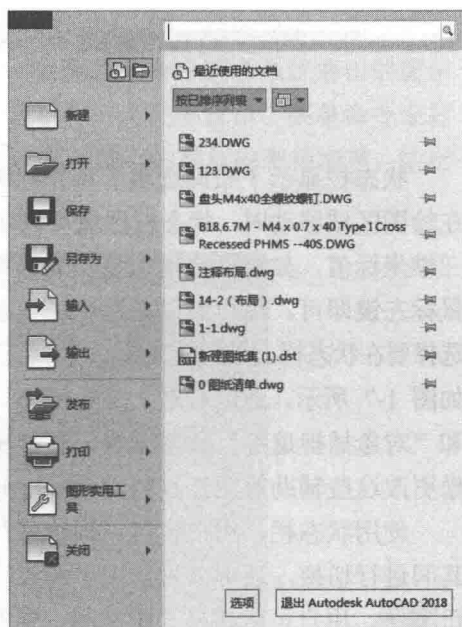 最近使用的文档
按已排序列表
新建
打开
保存
另存为
输入
输出
发布
打印
图形实用工
具
关闭
234.DWG
123.DWG
盘头M4x40全螺纹螺钉.DWG
B18.6.7M - M4 x 0.7 x 40 Type I Cross
Recessed PHMS --40S.DWG
注释布局.dwg
14-2（布局）.dwg
1-1.dwg
新建图纸集 (1).dst
0 图纸清单.dwg
选项
退出 Autodesk AutoCAD 2018